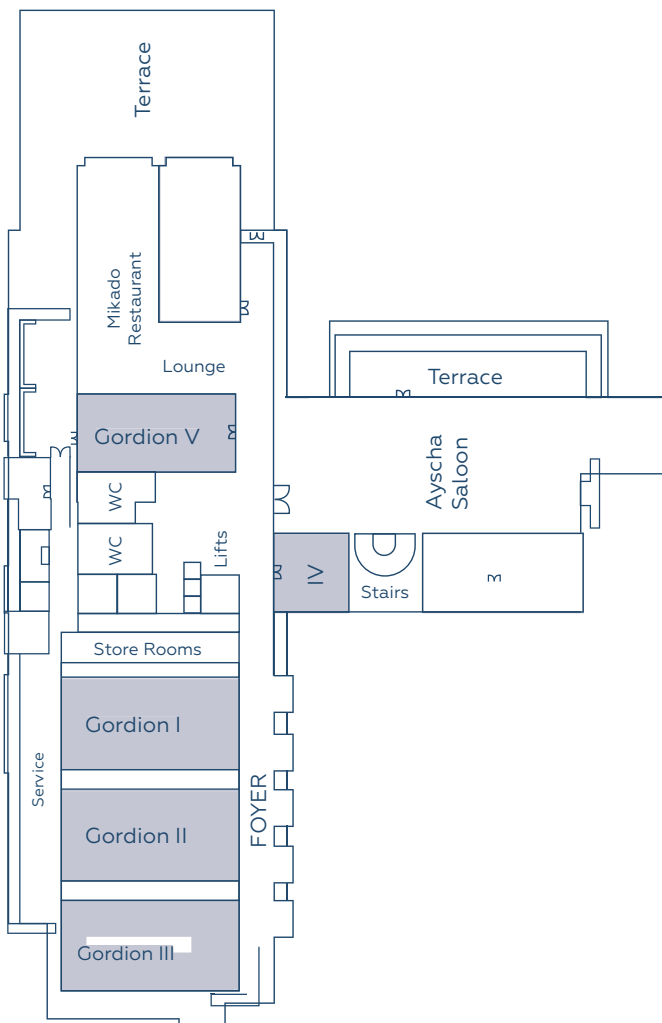 Terrace
Mikado
Restaurant
Lounge
Terrace
Gordion V
Ayscha
Saloon
WC
WC
Lifts
IV
Stairs
Store Rooms
Gordion I
Service
FOYER
Gordion II
Gordion III